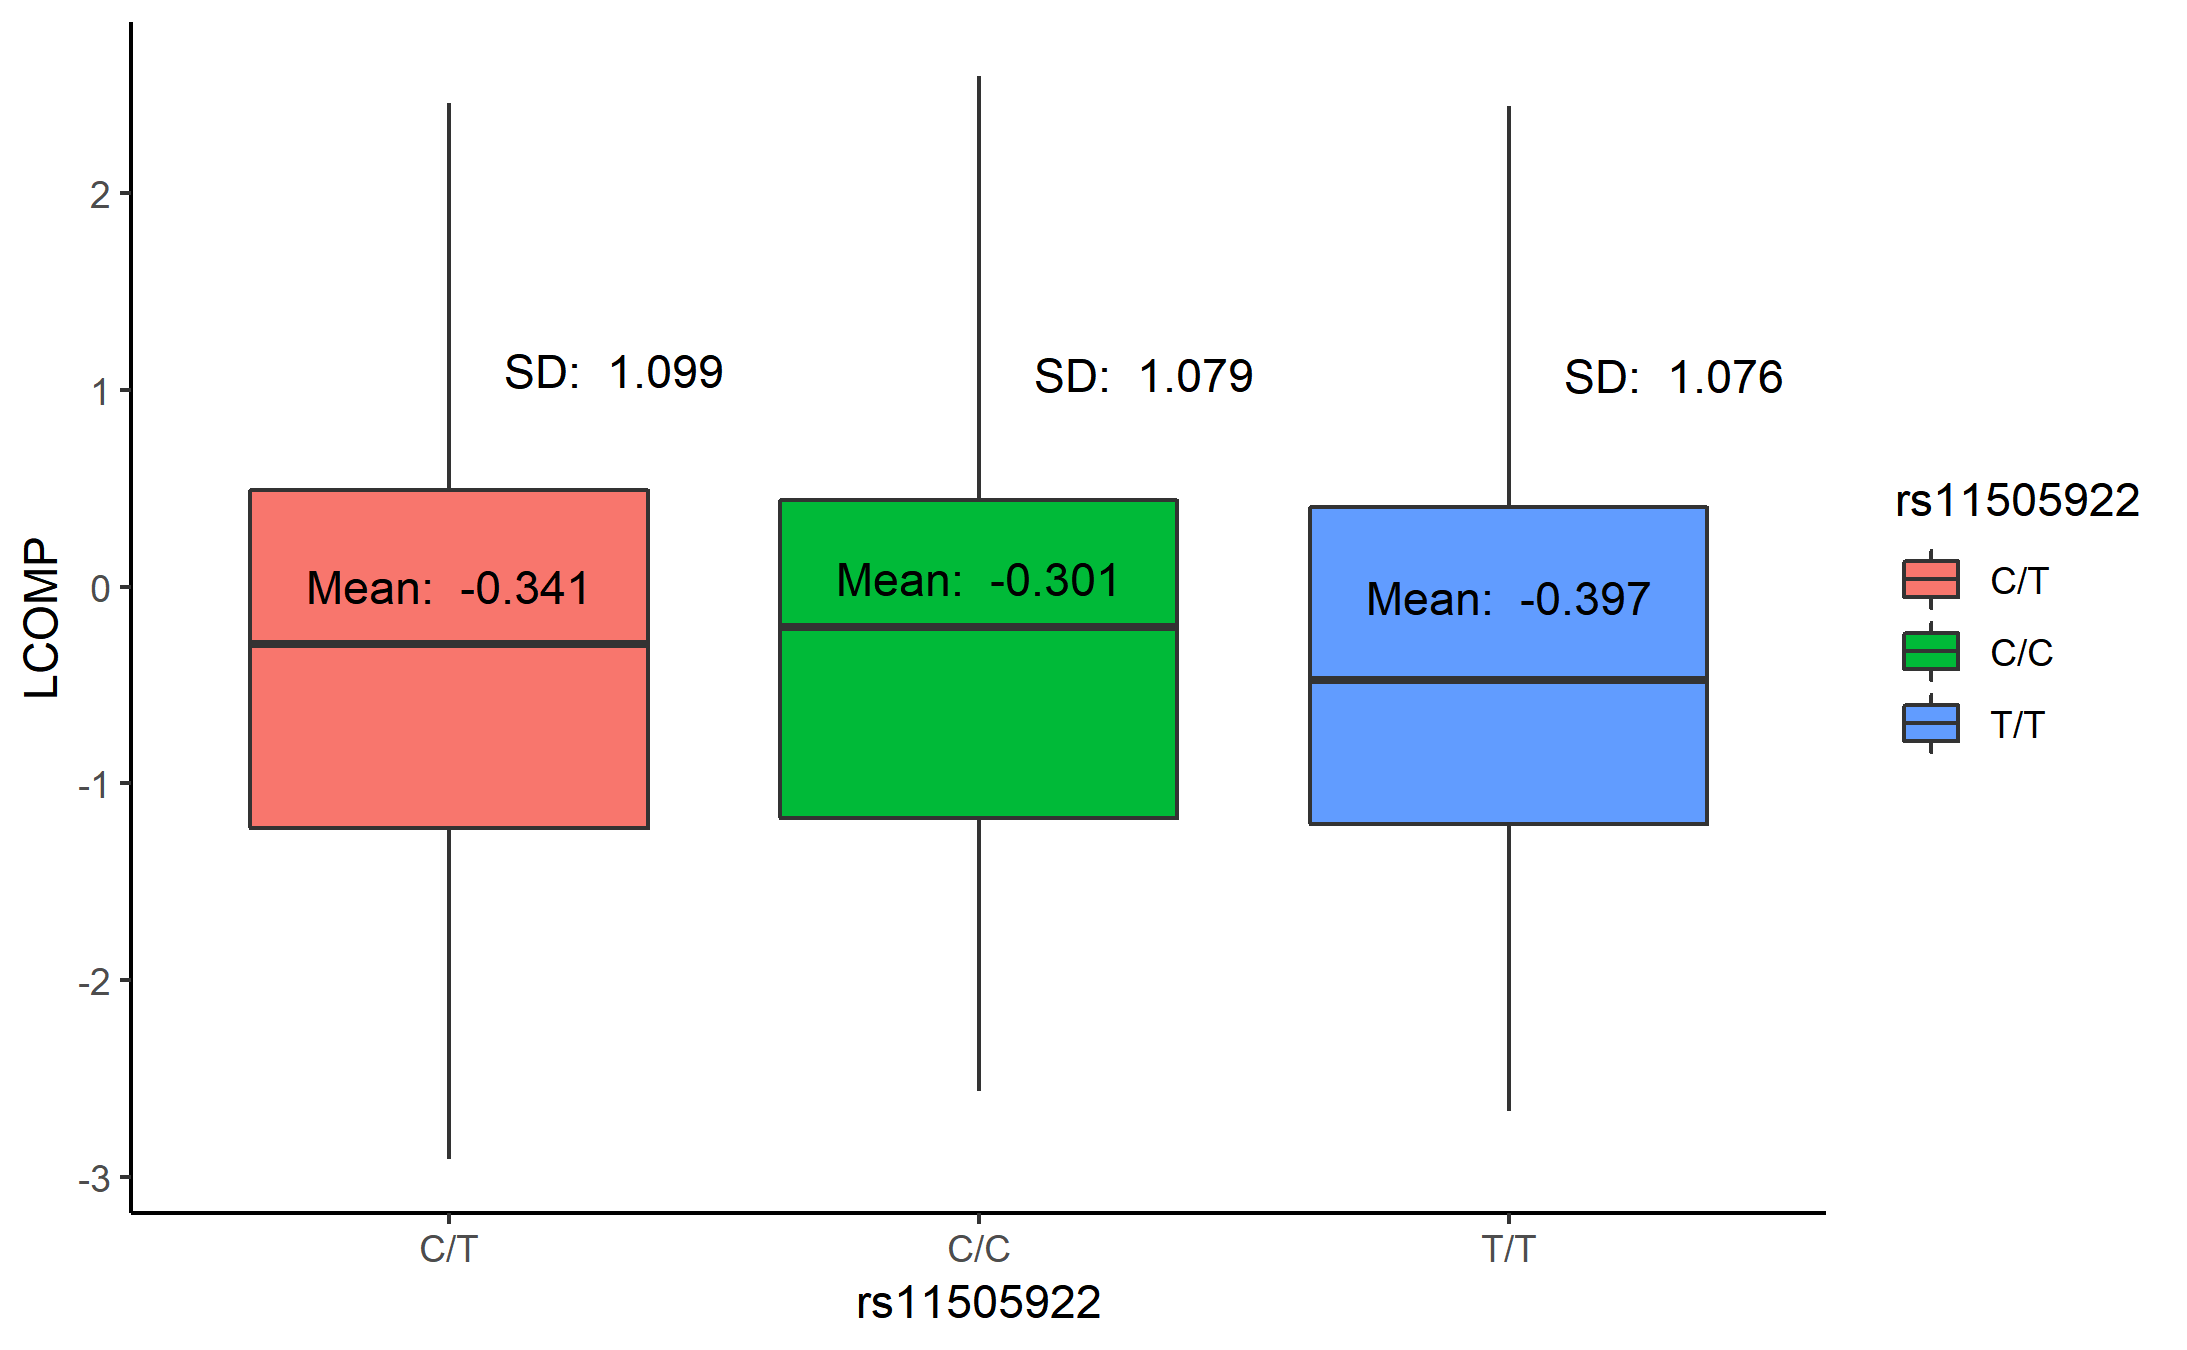 LCOMP
2
1
0
-1
-2
-3
SD: 1.099
SD: 1.079
SD: 1.076
Mean: -0.341
Mean: -0.301
Mean: -0.397
C/T
C/C
T/T
rs11505922
rs11505922
C/T
C/C
T/T